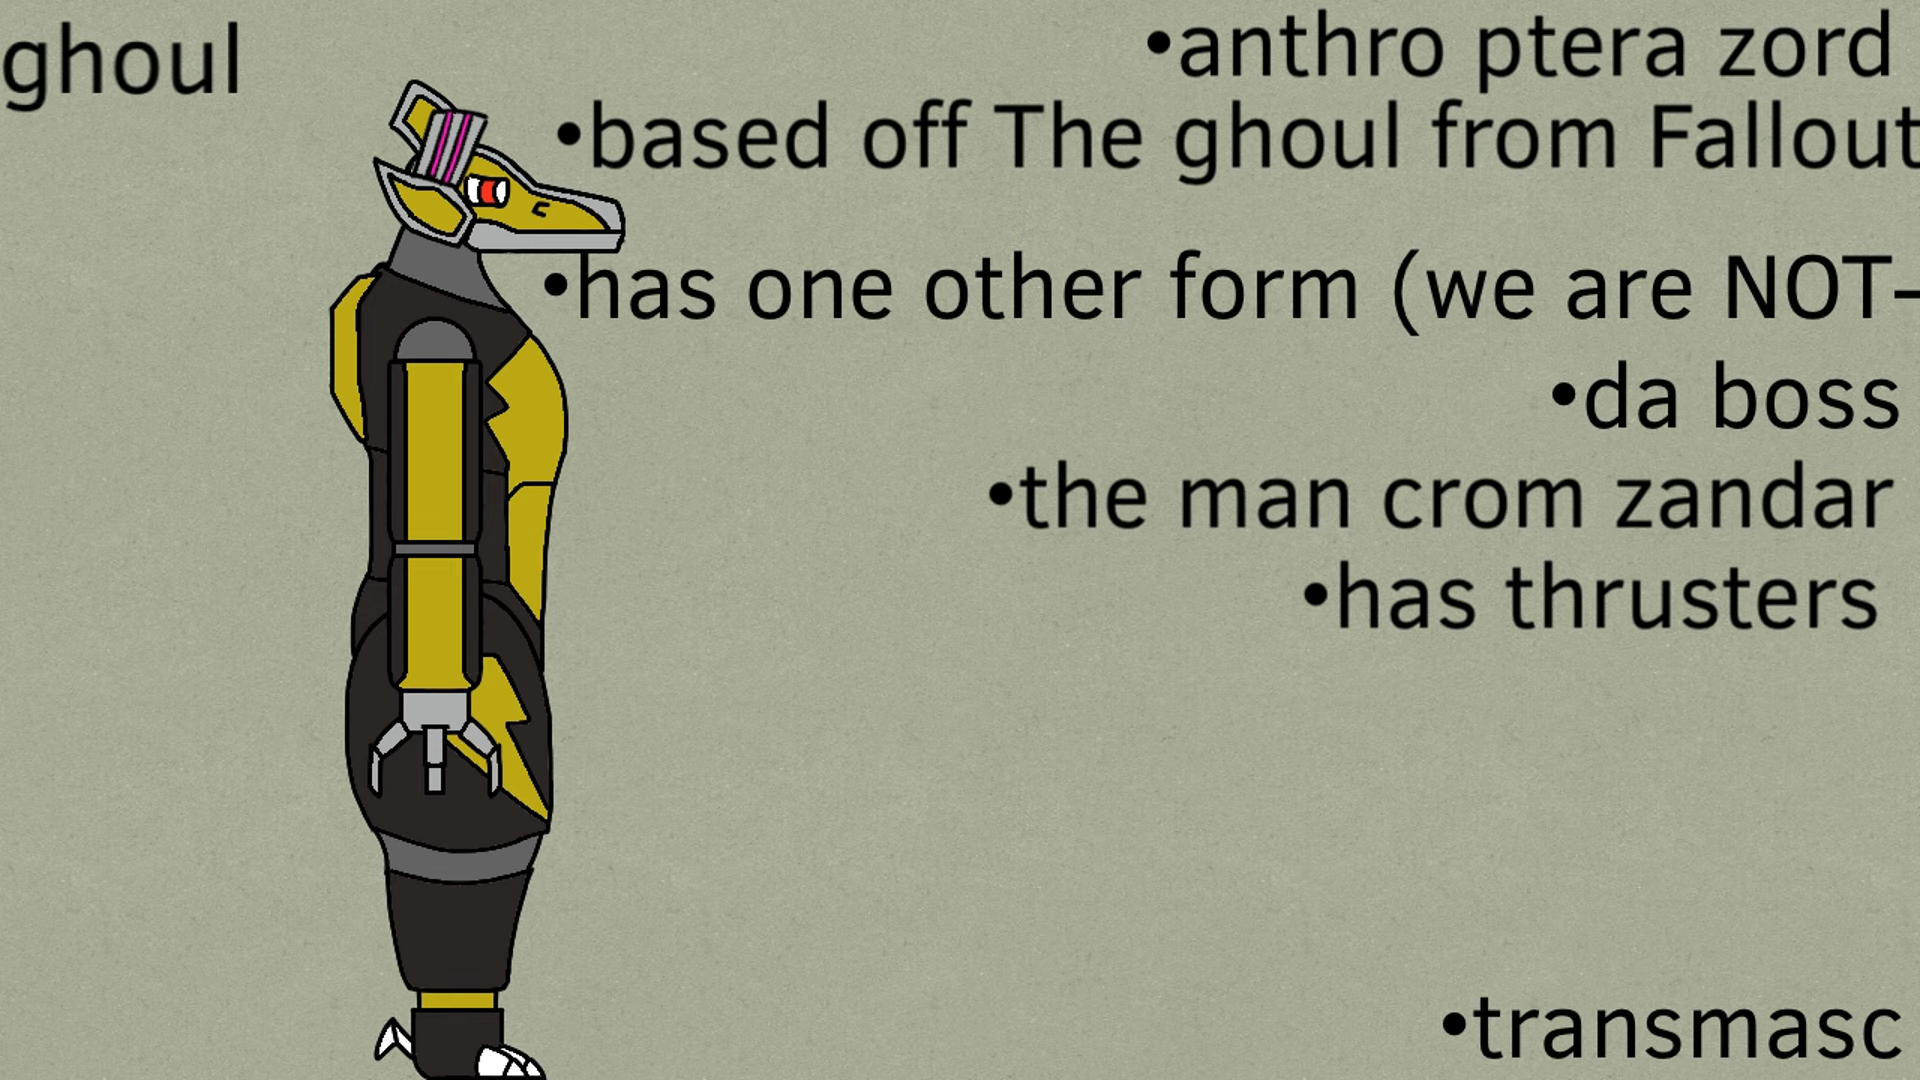 ghoul
•anthro ptera zord
•based off The ghoul from Fallout
•has one other form (we are NOT-
•da boss
•the man crom zandar
•has thrusters
•transmasc